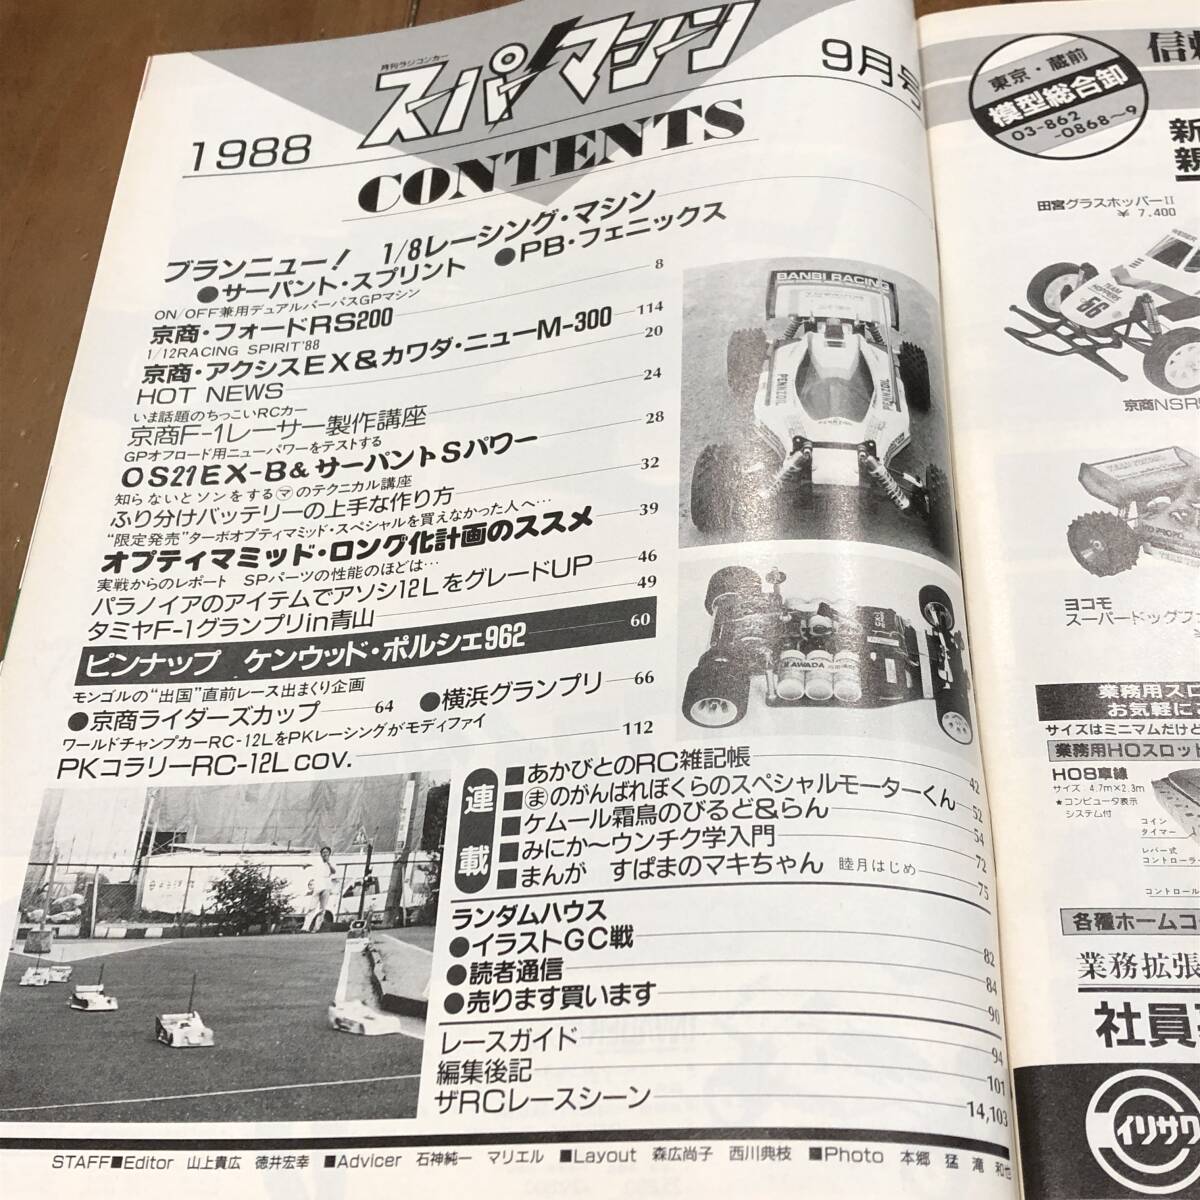 月刊ラジコンカー
スーパーマシーン
1988
9月号
CONTENTS
ブランニュー! 1/8レーシング・マシン
●サーパント・スプリント ●PB・フェニックス
8
ON/OFF兼用デュアルパーパスGPマシン
京商・フォードRS200
114
1/12RACING SPIRIT'88
京商・アクシスEX&カワダ・ニューM-300
20
HOT NEWS
24
いま話題のちっこいRCカー
京商F-1レーサー製作講座
28
GPオフロード用ニューパワーをテストする
OS21EX-B&サーパントSパワー
32
知らないとソンをする㋮のテクニカル講座
ふり分けバッテリーの上手な作り方
39
“限定発売”ターボオプティマミッド・スペシャルを買えなかった人へ…
オプティマミッド・ロング化計画のススメ
46
実戦からのレポート SPパーツの性能のほどは…
パラノイアのアイテムでアソシ12LをグレードUP
49
タミヤF-1グランプリin青山
ピンナップ ケンウッド・ポルシェ962
60
モンゴルの“出国”直前レース出まくり企画
●京商ライダーズカップ
64
●横浜グランプリ
66
ワールドチャンプカーRC-12LをPKレーシングがモディファイ
PKコラリーRC-12L cov.
112
連載
■あかびとのRC雑記帳
42
■㋮のがんばれぼくらのスペシャルモーターくん
52
■ケムール霜鳥のびるど&らん
54
■みにか〜ウンチク学入門
72
■まんが すぱまのマキちゃん 睦月はじめ
75
ランダムハウス
●イラストGC戦
82
●読者通信
84
●売ります買います
90
レースガイド
94
編集後記
101
ザRCレースシーン
14,103
STAFF■Editor 山上貴広 徳井宏幸 ■Advicer 石神純一 マリエル ■Layout 森広尚子 西川典枝 ■Photo 本郷 猛 滝 和也
BANBI RACING
PENNZOIL
PENNZOIL
KAWADA
東京・蔵前
模型総合卸
03-862
-0868〜9
田宮グラスホッパーII
¥7,400
66
ヨコモ
スーパードッグフ
業務用スロ
お気軽に
サイズはミニマムだけと
業務用HOスロッ
HO8車線
サイズ 4.7m×2.3m
★コンピュータ表示
システム付
コイン
タイマー
レバー式
コントローラ
コントロール
各種ホームコ
業務拡張
社員
イリサワ